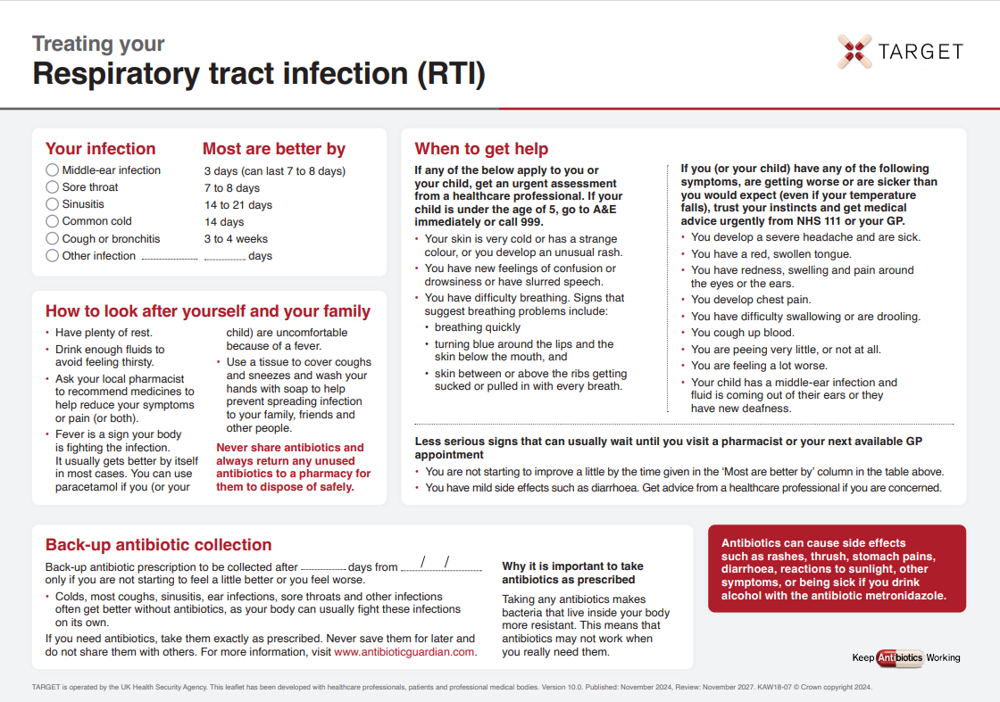 Treating your
Respiratory tract infection (RTI)
TARGET
Your infection
Most are better by
Middle-ear infection
3 days (can last 7 to 8 days)
Sore throat
7 to 8 days
Sinusitis
14 to 21 days
Common cold
14 days
Cough or bronchitis
3 to 4 weeks
Other infection
days
How to look after yourself and your family
• Have plenty of rest.
• Drink enough fluids to
avoid feeling thirsty.
• Ask your local pharmacist
to recommend medicines to
help reduce your symptoms
or pain (or both).
• Fever is a sign your body
is fighting the infection.
It usually gets better by itself
in most cases. You can use
paracetamol if you (or your
child) are uncomfortable
because of a fever.
• Use a tissue to cover coughs
and sneezes and wash your
hands with soap to help
prevent spreading infection
to your family, friends and
other people.
Never share antibiotics and
always return any unused
antibiotics to a pharmacy for
them to dispose of safely.
When to get help
If any of the below apply to you or
your child, get an urgent assessment
from a healthcare professional. If your
child is under the age of 5, go to A&E
immediately or call 999.
• Your skin is very cold or has a strange
colour, or you develop an unusual rash.
• You have new feelings of confusion or
drowsiness or have slurred speech.
• You have difficulty breathing. Signs that
suggest breathing problems include:
• breathing quickly
• turning blue around the lips and the
skin below the mouth, and
• skin between or above the ribs getting
sucked or pulled in with every breath.
If you (or your child) have any of the following
symptoms, are getting worse or are sicker than
you would expect (even if your temperature
falls), trust your instincts and get medical
advice urgently from NHS 111 or your GP.
• You develop a severe headache and are sick.
• You have a red, swollen tongue.
• You have redness, swelling and pain around
the eyes or the ears.
• You develop chest pain.
• You have difficulty swallowing or are drooling.
• You cough up blood.
• You are peeing very little, or not at all.
• You are feeling a lot worse.
• Your child has a middle-ear infection and
fluid is coming out of their ears or they
have new deafness.
Less serious signs that can usually wait until you visit a pharmacist or your next available GP
appointment
• You are not starting to improve a little by the time given in the ‘Most are better by’ column in the table above.
• You have mild side effects such as diarrhoea. Get advice from a healthcare professional if you are concerned.
Back-up antibiotic collection
Back-up antibiotic prescription to be collected after days from / /
only if you are not starting to feel a little better or you feel worse.
• Colds, most coughs, sinusitis, ear infections, sore throats and other infections
often get better without antibiotics, as your body can usually fight these infections
on its own.
If you need antibiotics, take them exactly as prescribed. Never save them for later and
do not share them with others. For more information, visit www.antibioticguardian.com.
Why it is important to take
antibiotics as prescribed
Taking any antibiotics makes
bacteria that live inside your body
more resistant. This means that
antibiotics may not work when
you really need them.
Antibiotics can cause side effects
such as rashes, thrush, stomach pains,
diarrhoea, reactions to sunlight, other
symptoms, or being sick if you drink
alcohol with the antibiotic metronidazole.
Keep Antibiotics Working
TARGET is operated by the UK Health Security Agency. This leaflet has been developed with healthcare professionals, patients and professional medical bodies. Version 10.0. Published: November 2024, Review: November 2027. KAW18-07 © Crown copyright 2024.